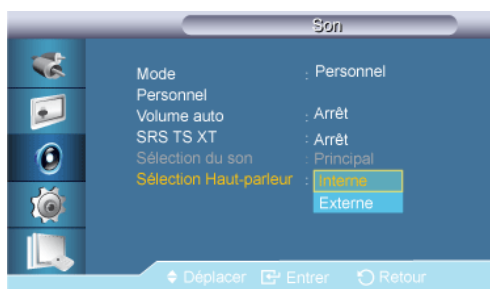 Son
Mode : Personnel
Personnel
Volume auto : Arrêt
SRS TS XT : Arrêt
Sélection du son : Principal
Sélection Haut-parleur : Interne
Externe
Déplacer Entrer Retour